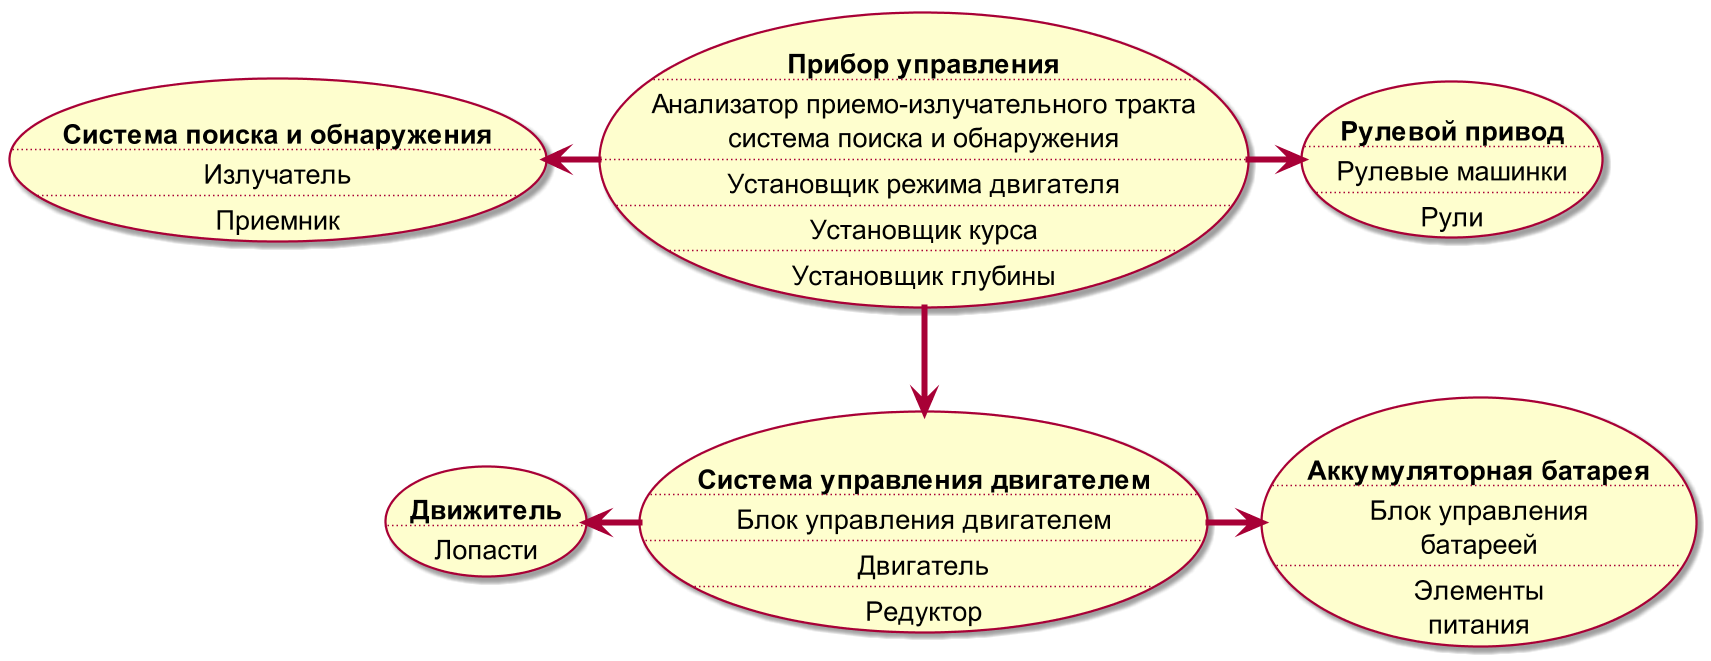 Прибор управления
Анализатор приемо-излучательного тракта
система поиска и обнаружения
Установщик режима двигателя
Установщик курса
Установщик глубины
Система поиска и обнаружения
Излучатель
Приемник
Рулевой привод
Рулевые машинки
Рули
Система управления двигателем
Блок управления двигателем
Двигатель
Редуктор
Движитель
Лопасти
Аккумуляторная батарея
Блок управления
батареей
Элементы
питания